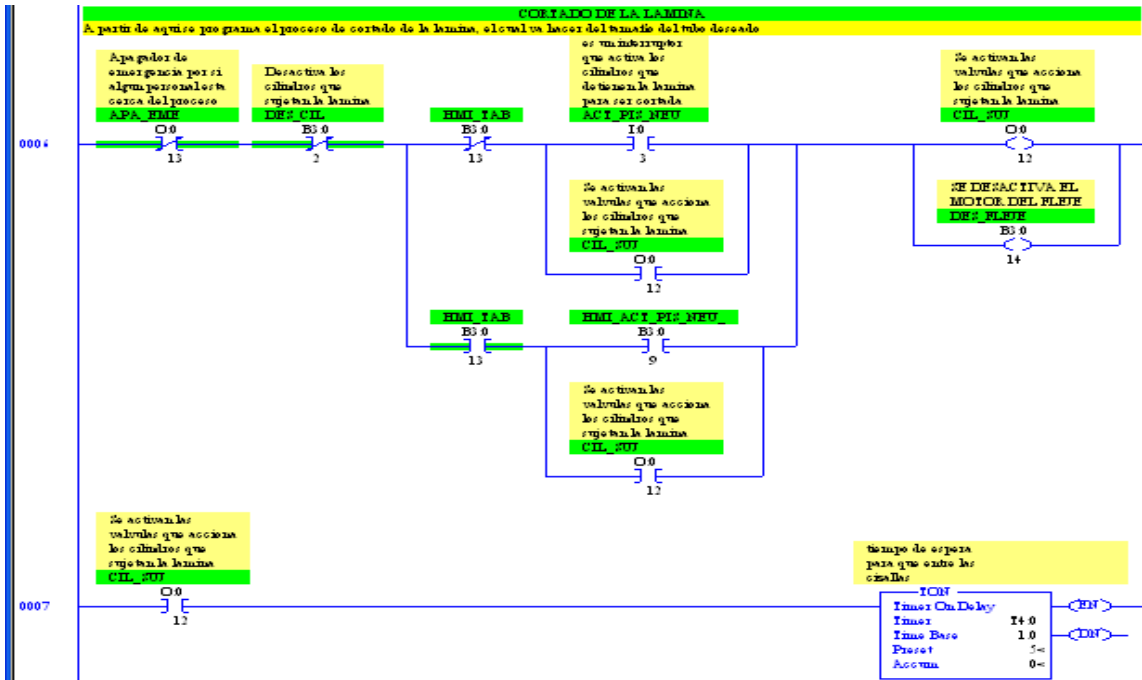 CORTADO DE LA LAMINA
A partir de aqui se programa el proceso de cortado de la lamina, el cual va hacer del tamaño del tubo deseado
Apagador de
emergencia por si
algun personal esta
cerca del proceso
APA_EME
O:0
13
Desactiva los
cilindros que
sujetan la lamina
DES_CIL
B3:0
2
HMI_TAB
B3:0
13
es un interruptor
que activa los
cilindros que
detienen la lamina
para ser cortada
ACT_PIS_NEU
I:0
3
Se activan las
valvulas que acciona
los cilindros que
sujetan la lamina
CIL_SUJ
O:0
12
0006
Se activan las
valvulas que acciona
los cilindros que
sujetan la lamina
CIL_SUJ
O:0
12
SE DESACTIVA EL
MOTOR DEL FLEJE
DES_FLEJE
B3:0
14
HMI_TAB
B3:0
13
HMI_ACT_PIS_NEU_
B3:0
9
Se activan las
valvulas que acciona
los cilindros que
sujetan la lamina
CIL_SUJ
O:0
12
Se activan las
valvulas que acciona
los cilindros que
sujetan la lamina
CIL_SUJ
O:0
12
0007
tiempo de espera
para que entre las
cisallas
TON
Timer On Delay
Timer T4:0
Time Base 1.0
Preset 5<
Accum 0<
EN
DN